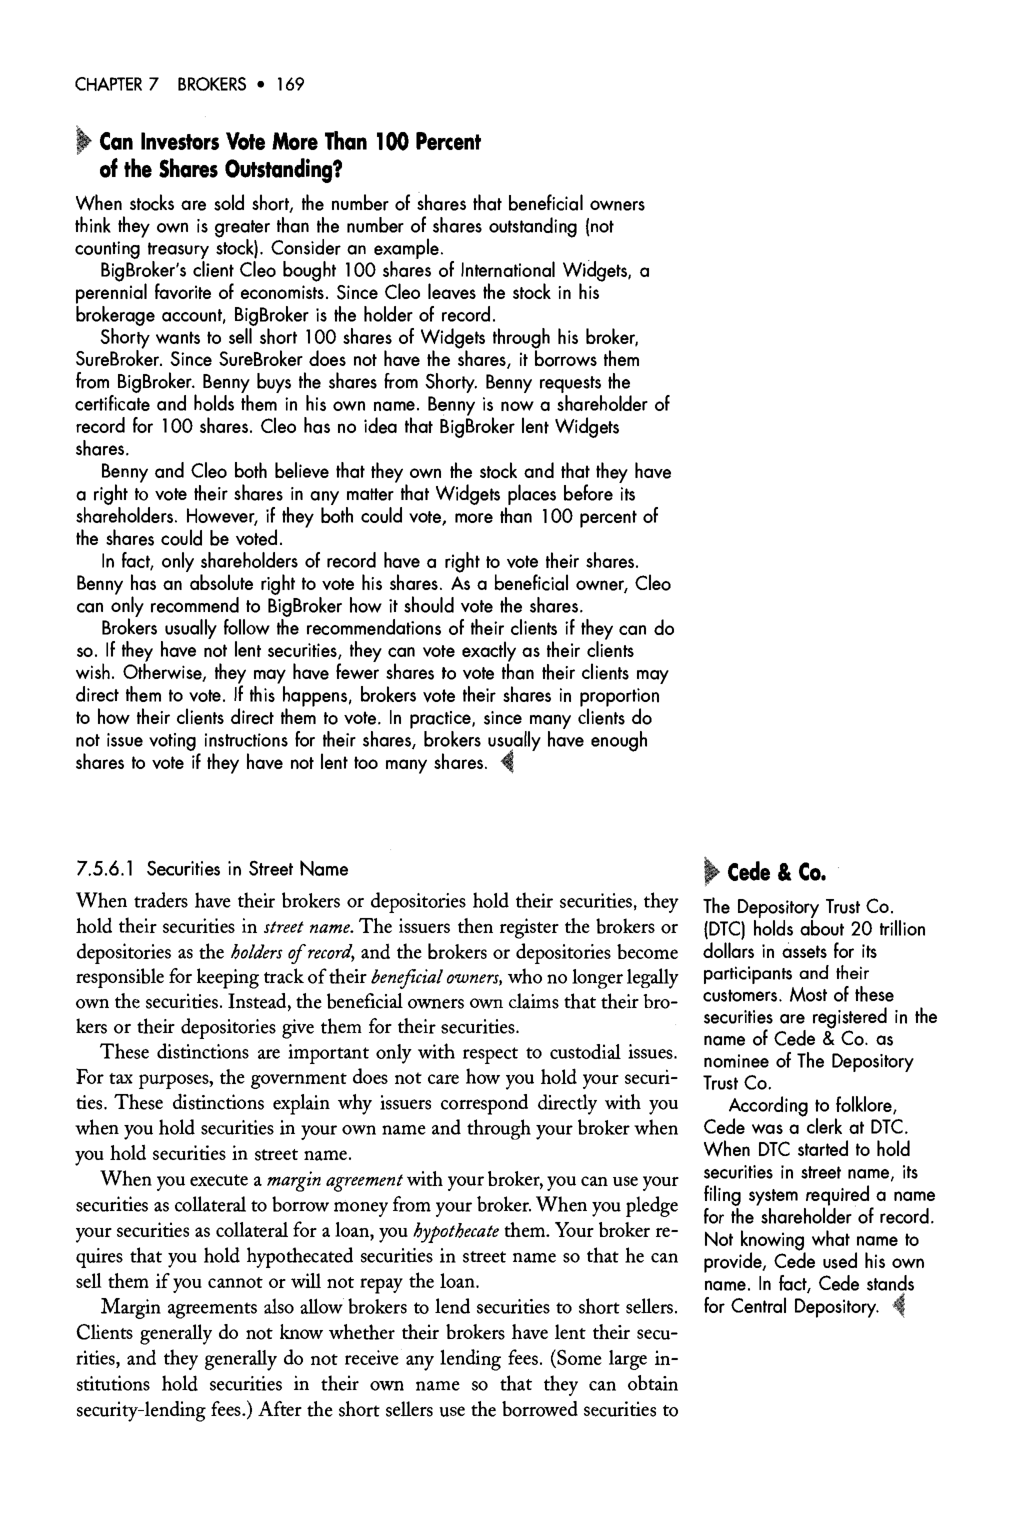 CHAPTER 7 BROKERS • 169
Can Investors Vote More Than 100 Percent
of the Shares Outstanding?
When stocks are sold short, the number of shares that beneficial owners
think they own is greater than the number of shares outstanding (not
counting treasury stock). Consider an example.
BigBroker's client Cleo bought 100 shares of International Widgets, a
perennial favorite of economists. Since Cleo leaves the stock in his
brokerage account, BigBroker is the holder of record.
Shorty wants to sell short 100 shares of Widgets through his broker,
SureBroker. Since SureBroker does not have the shares, it borrows them
from BigBroker. Benny buys the shares from Shorty. Benny requests the
certificate and holds them in his own name. Benny is now a shareholder of
record for 100 shares. Cleo has no idea that BigBroker lent Widgets
shares.
Benny and Cleo both believe that they own the stock and that they have
a right to vote their shares in any matter that Widgets places before its
shareholders. However, if they both could vote, more than 100 percent of
the shares could be voted.
In fact, only shareholders of record have a right to vote their shares.
Benny has an absolute right to vote his shares. As a beneficial owner, Cleo
can only recommend to BigBroker how it should vote the shares.
Brokers usually follow the recommendations of their clients if they can do
so. If they have not lent securities, they can vote exactly as their clients
wish. Otherwise, they may have fewer shares to vote than their clients may
direct them to vote. If this happens, brokers vote their shares in proportion
to how their clients direct them to vote. In practice, since many clients do
not issue voting instructions for their shares, brokers usually have enough
shares to vote if they have not lent too many shares.
7.5.6.1 Securities in Street Name
When traders have their brokers or depositories hold their securities, they
hold their securities in street name. The issuers then register the brokers or
depositories as the holders of record, and the brokers or depositories become
responsible for keeping track of their beneficial owners, who no longer legally
own the securities. Instead, the beneficial owners own claims that their bro-
kers or their depositories give them for their securities.
These distinctions are important only with respect to custodial issues.
For tax purposes, the government does not care how you hold your securi-
ties. These distinctions explain why issuers correspond directly with you
when you hold securities in your own name and through your broker when
you hold securities in street name.
When you execute a margin agreement with your broker, you can use your
securities as collateral to borrow money from your broker. When you pledge
your securities as collateral for a loan, you hypothecate them. Your broker re-
quires that you hold hypothecated securities in street name so that he can
sell them if you cannot or will not repay the loan.
Margin agreements also allow brokers to lend securities to short sellers.
Clients generally do not know whether their brokers have lent their secu-
rities, and they generally do not receive any lending fees. (Some large in-
stitutions hold securities in their own name so that they can obtain
security-lending fees.) After the short sellers use the borrowed securities to
Cede & Co.
The Depository Trust Co.
(DTC) holds about 20 trillion
dollars in assets for its
participants and their
customers. Most of these
securities are registered in the
name of Cede & Co. as
nominee of The Depository
Trust Co.
According to folklore,
Cede was a clerk at DTC.
When DTC started to hold
securities in street name, its
filing system required a name
for the shareholder of record.
Not knowing what name to
provide, Cede used his own
name. In fact, Cede stands
for Central Depository.